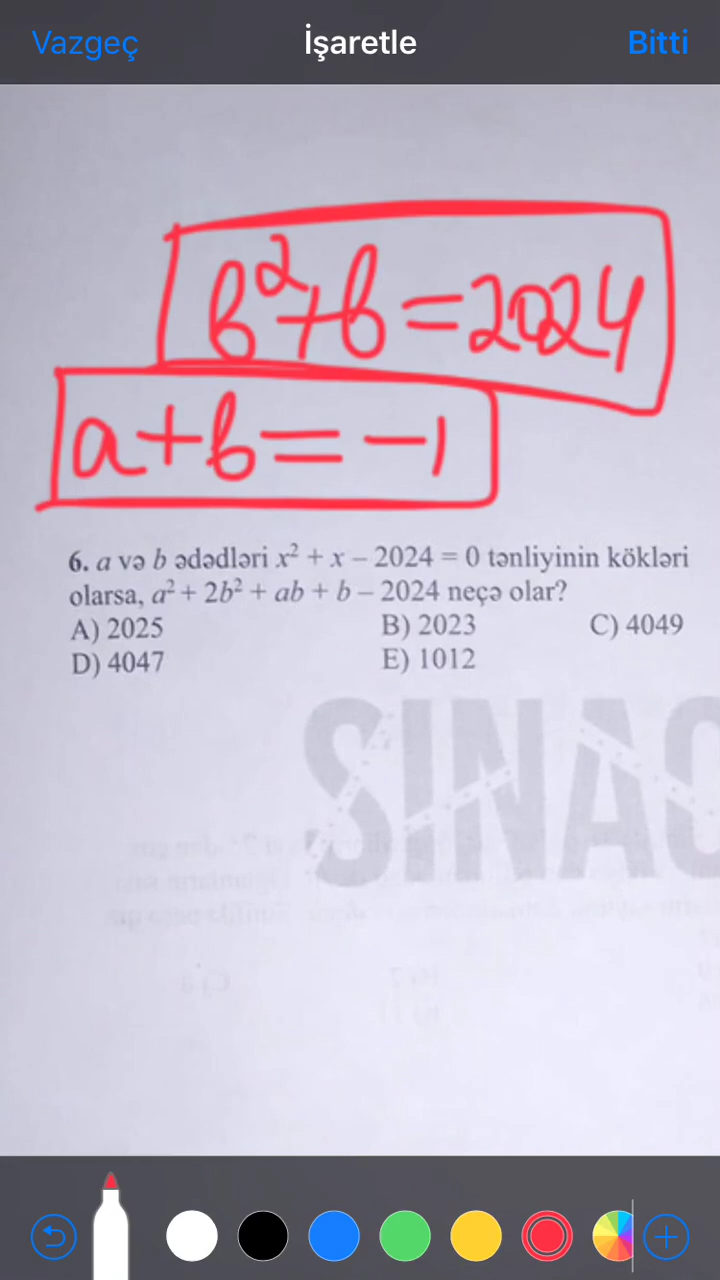 Vazgeç İşaretle Bitti
b²+b=2024
a+b=-1
6. a və b ədədləri x² + x – 2024 = 0 tənliyinin kökləri
olarsa, a² + 2b² + ab + b – 2024 neçə olar?
A) 2025 B) 2023 C) 4049
D) 4047 E) 1012
SINAQ